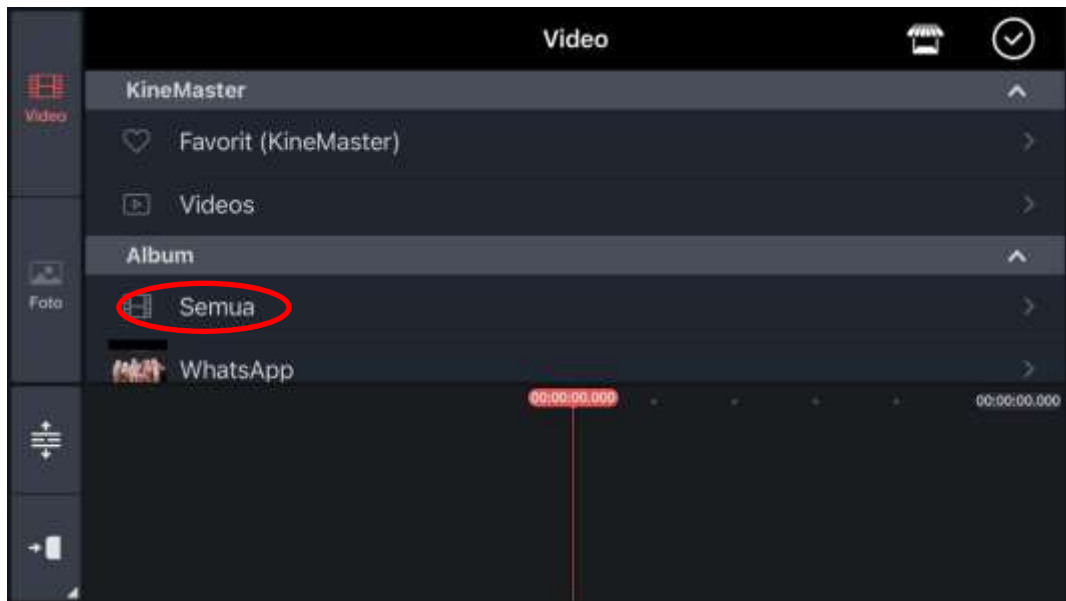 Video
KineMaster
Video
Favorit (KineMaster)
Videos
Album
Foto
Semua
WhatsApp
00:00:00.000
00:00:00.000